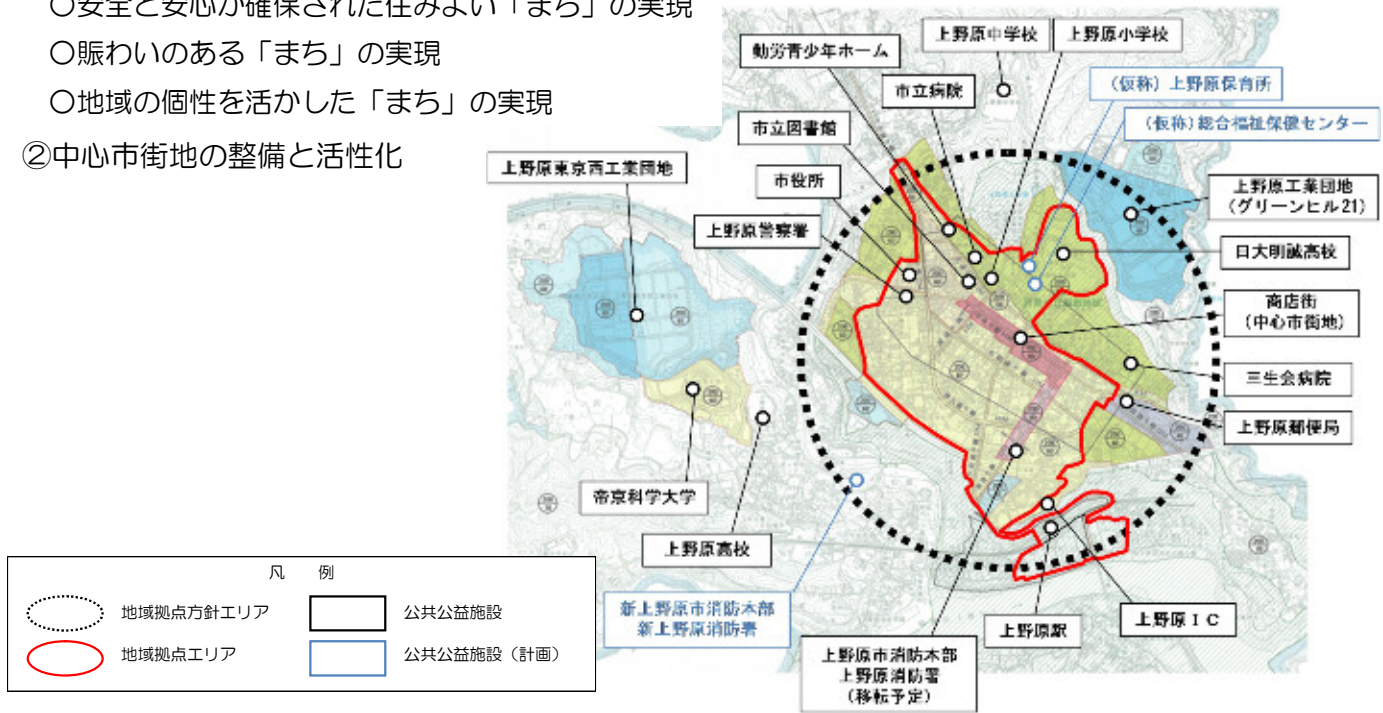 〇安全と安心が確保された住みよい「まち」の実現
〇賑わいのある「まち」の実現
〇地域の個性を活かした「まち」の実現
②中心市街地の整備と活性化
上野原中学校
上野原小学校
勤労青少年ホーム
市立病院
(仮称)上野原保育所
(仮称)総合福祉保健センター
市立図書館
上野原東京西工業団地
市役所
上野原工業団地
(グリーンヒル21)
上野原警察署
日大明誠高校
商店街
(中心市街地)
三生会病院
上野原郵便局
帝京科学大学
上野原高校
新上野原市消防本部
新上野原消防署
上野原駅
上野原IC
上野原市消防本部
上野原消防署
(移転予定)
凡 例
地域拠点方針エリア
公共公益施設
地域拠点エリア
公共公益施設(計画)